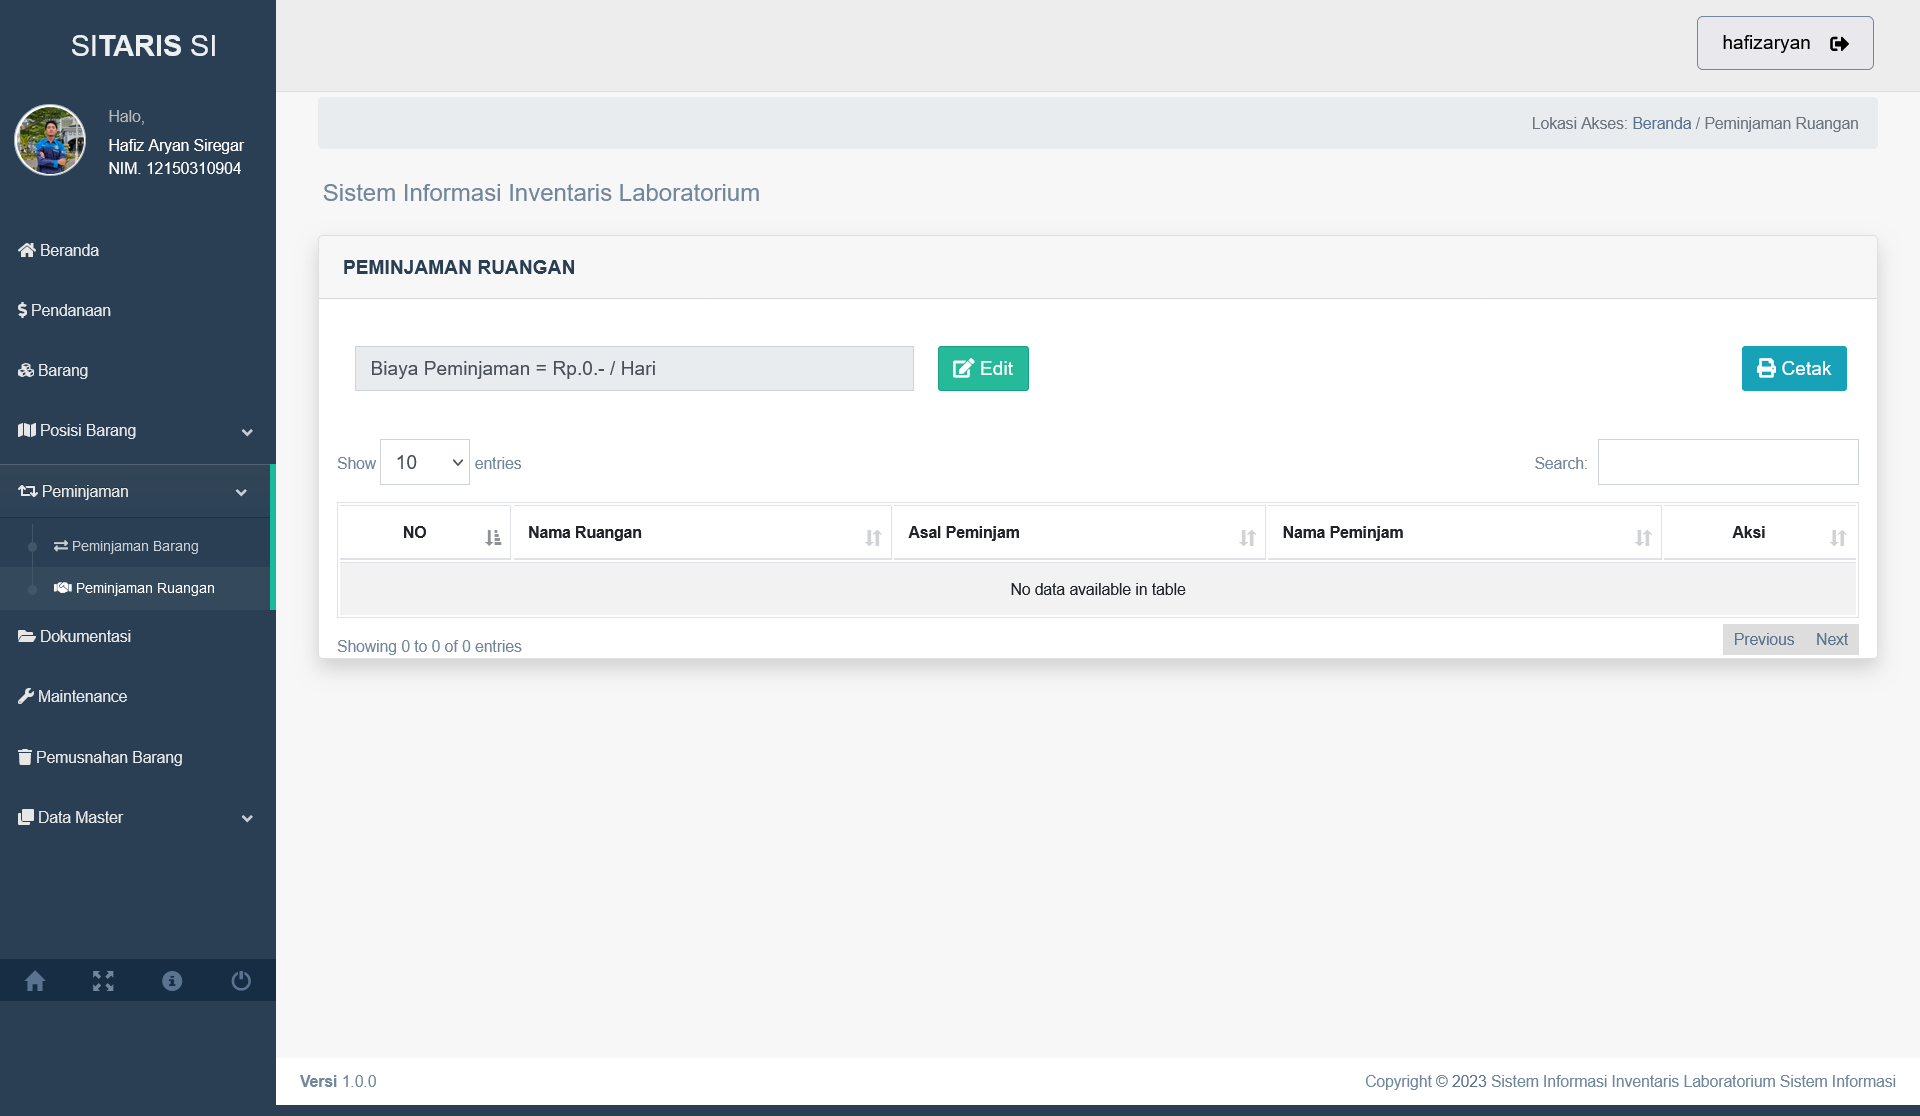 SITARIS SI
hafizaryan
Halo,
Hafiz Aryan Siregar
NIM. 12150310904
Beranda
Pendanaan
Barang
Posisi Barang
Peminjaman
Peminjaman Barang
Peminjaman Ruangan
Dokumentasi
Maintenance
Pemusnahan Barang
Data Master
Lokasi Akses: Beranda / Peminjaman Ruangan
Sistem Informasi Inventaris Laboratorium
PEMINJAMAN RUANGAN
Biaya Peminjaman = Rp.0.- / Hari
Edit
Cetak
Show 10 entries
Search:
NO Nama Ruangan Asal Peminjam Nama Peminjam Aksi
No data available in table
Showing 0 to 0 of 0 entries
Previous Next
Versi 1.0.0
Copyright © 2023 Sistem Informasi Inventaris Laboratorium Sistem Informasi